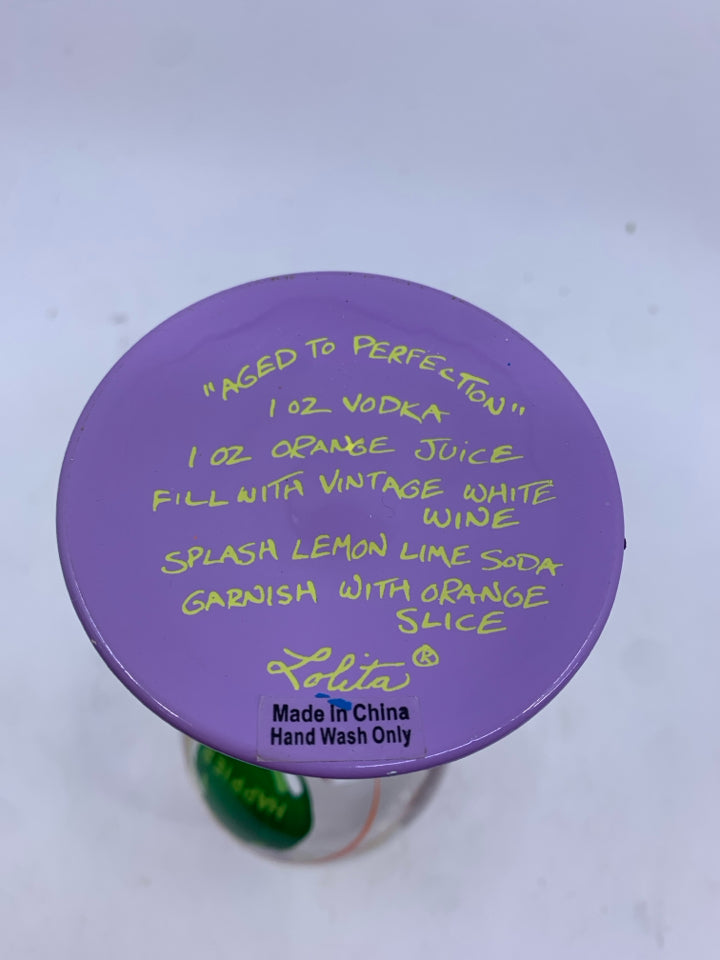 "AGED TO PERFECTION"
1 OZ VODKA
1 OZ ORANGE JUICE
FILL WITH VINTAGE WHITE
WINE
SPLASH LEMON LIME SODA
GARNISH WITH ORANGE
SLICE
Lolita®
Made in China
Hand Wash Only